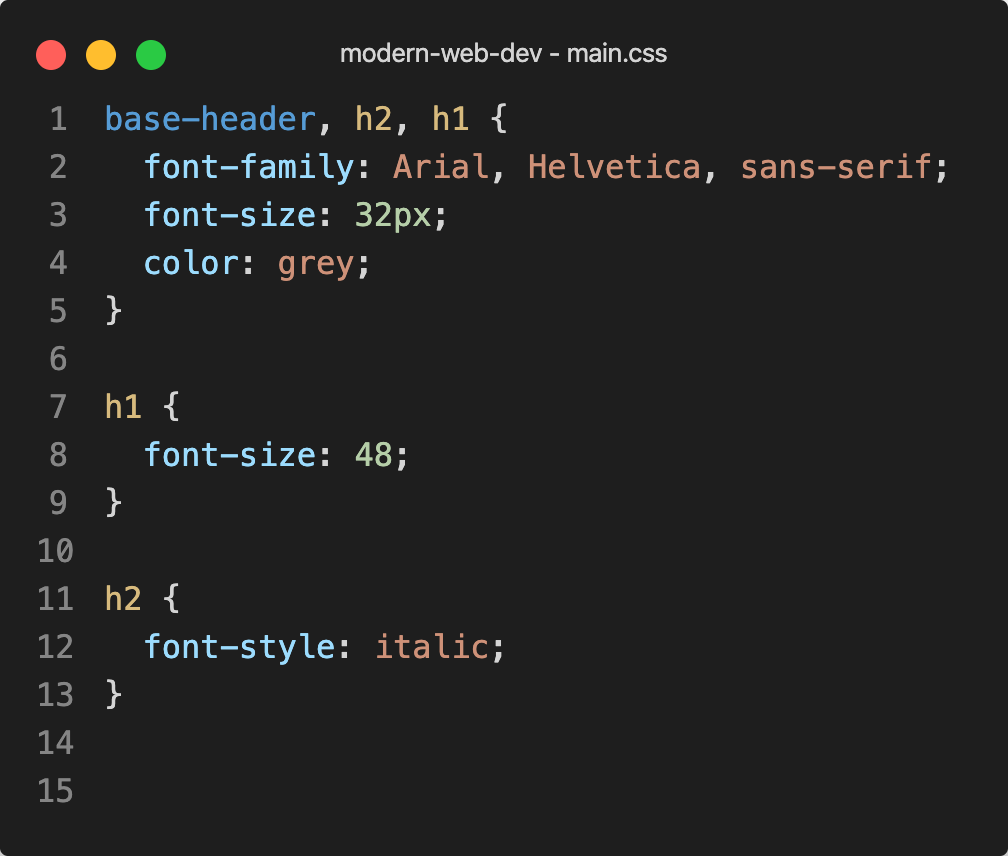 modern-web-dev - main.css
1 base-header, h2, h1 {
2   font-family: Arial, Helvetica, sans-serif;
3   font-size: 32px;
4   color: grey;
5 }
6
7 h1 {
8   font-size: 48;
9 }
10
11 h2 {
12   font-style: italic;
13 }
14
15